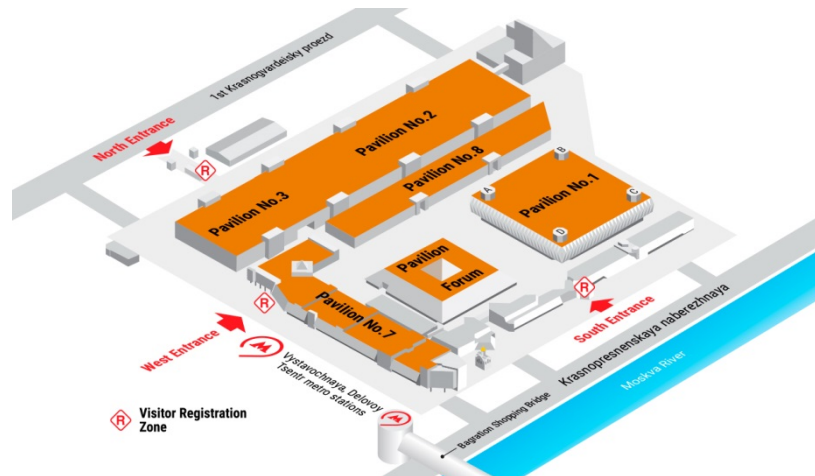 1st Krasnogvardeisky proezd
North Entrance
R
Pavilion No.2
Pavilion No.3
Pavilion No.8
A
B
C
D
Pavilion No.1
Pavilion
Forum
R
Pavilion No.7
R
West Entrance
South Entrance
Vystavochnaya, Delovoy
Tsentr metro stations
Krasnopresnenskaya naberezhnaya
Moskva River
Bagration Shopping Bridge
R
Visitor Registration
Zone